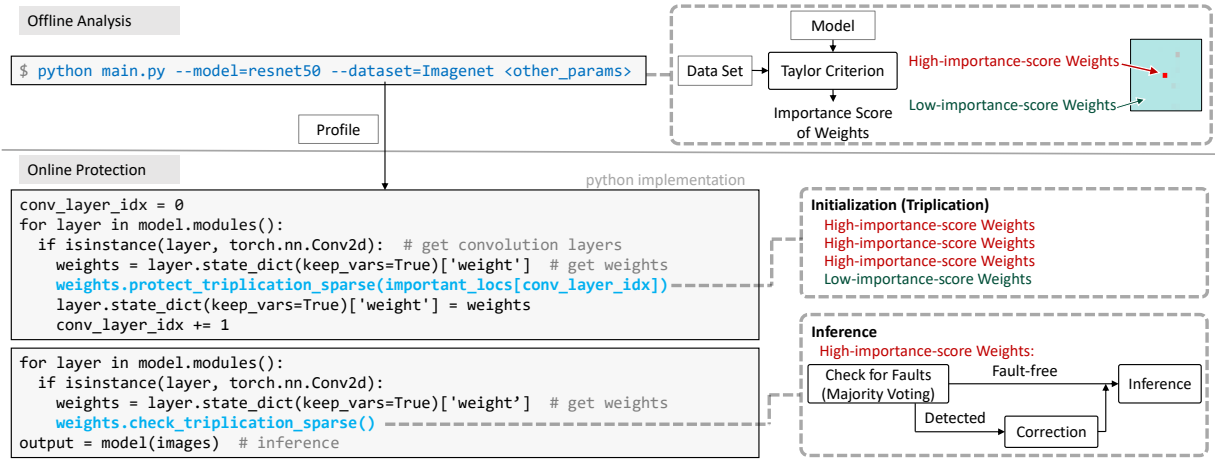 Offline Analysis
$ python main.py --model=resnet50 --dataset=Imagenet <other_params>
Model
Data Set
Taylor Criterion
Importance Score
of Weights
High-importance-score Weights
Low-importance-score Weights
Profile
Online Protection
python implementation
conv_layer_idx = 0
for layer in model.modules():
  if isinstance(layer, torch.nn.Conv2d):  # get convolution layers
    weights = layer.state_dict(keep_vars=True)['weight']  # get weights
    weights.protect_triplication_sparse(important_locs[conv_layer_idx])
    layer.state_dict(keep_vars=True)['weight'] = weights
    conv_layer_idx += 1
Initialization (Triplication)
High-importance-score Weights
High-importance-score Weights
High-importance-score Weights
Low-importance-score Weights
for layer in model.modules():
  if isinstance(layer, torch.nn.Conv2d):
    weights = layer.state_dict(keep_vars=True)['weight’]  # get weights
    weights.check_triplication_sparse()
output = model(images)  # inference
Inference
High-importance-score Weights:
Check for Faults
(Majority Voting)
Fault-free
Inference
Detected
Correction